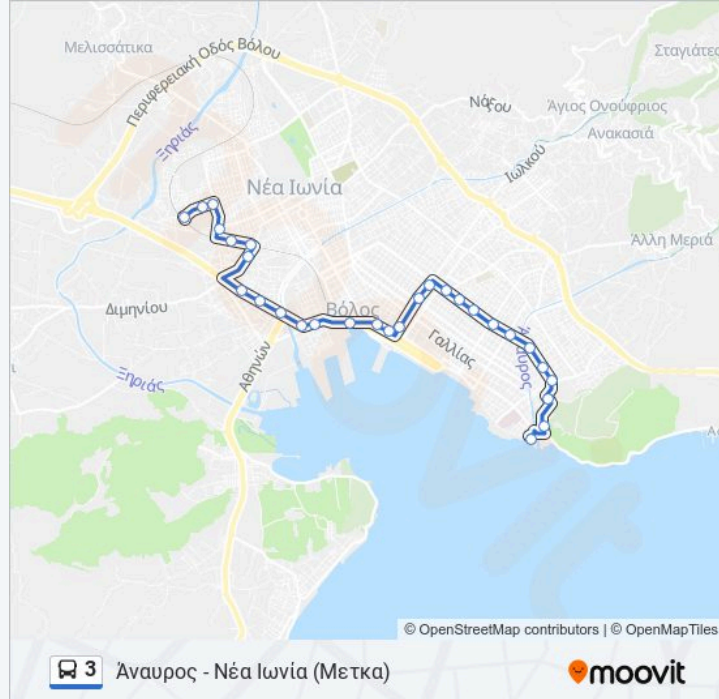 Μελισσάτικα
Περιφερειακή Οδός Βόλου
Σταγιάτες
Νάξου
Άγιος Ονούφριος
Ανακασιά
Ξηριάς
Ιωλκού
Νέα Ιωνία
Άλλη Μεριά
Διμηνίου
Βόλος
Γαλλίας
Άναυρος
Ξηριάς
Αθηνών
© OpenStreetMap contributors | © OpenMapTiles
3 Άναυρος - Νέα Ιωνία (Μετκα)
moovit